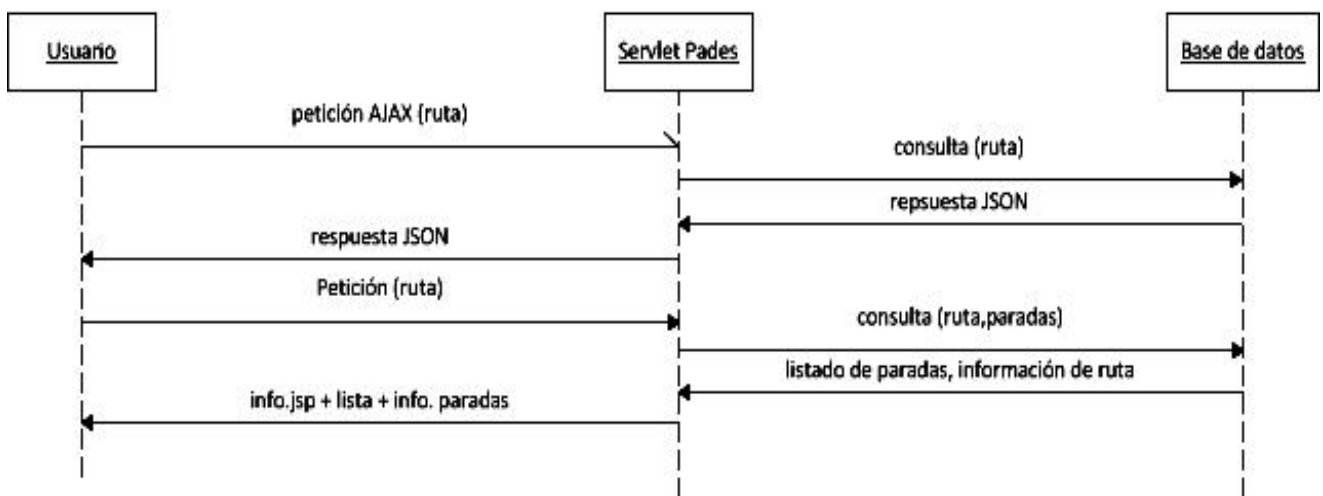 Usuario
Servlet Pades
Base de datos
petición AJAX (ruta)
consulta (ruta)
repsuesta JSON
respuesta JSON
Petición (ruta)
consulta (ruta,paradas)
listado de paradas, información de ruta
info.jsp + lista + info. paradas